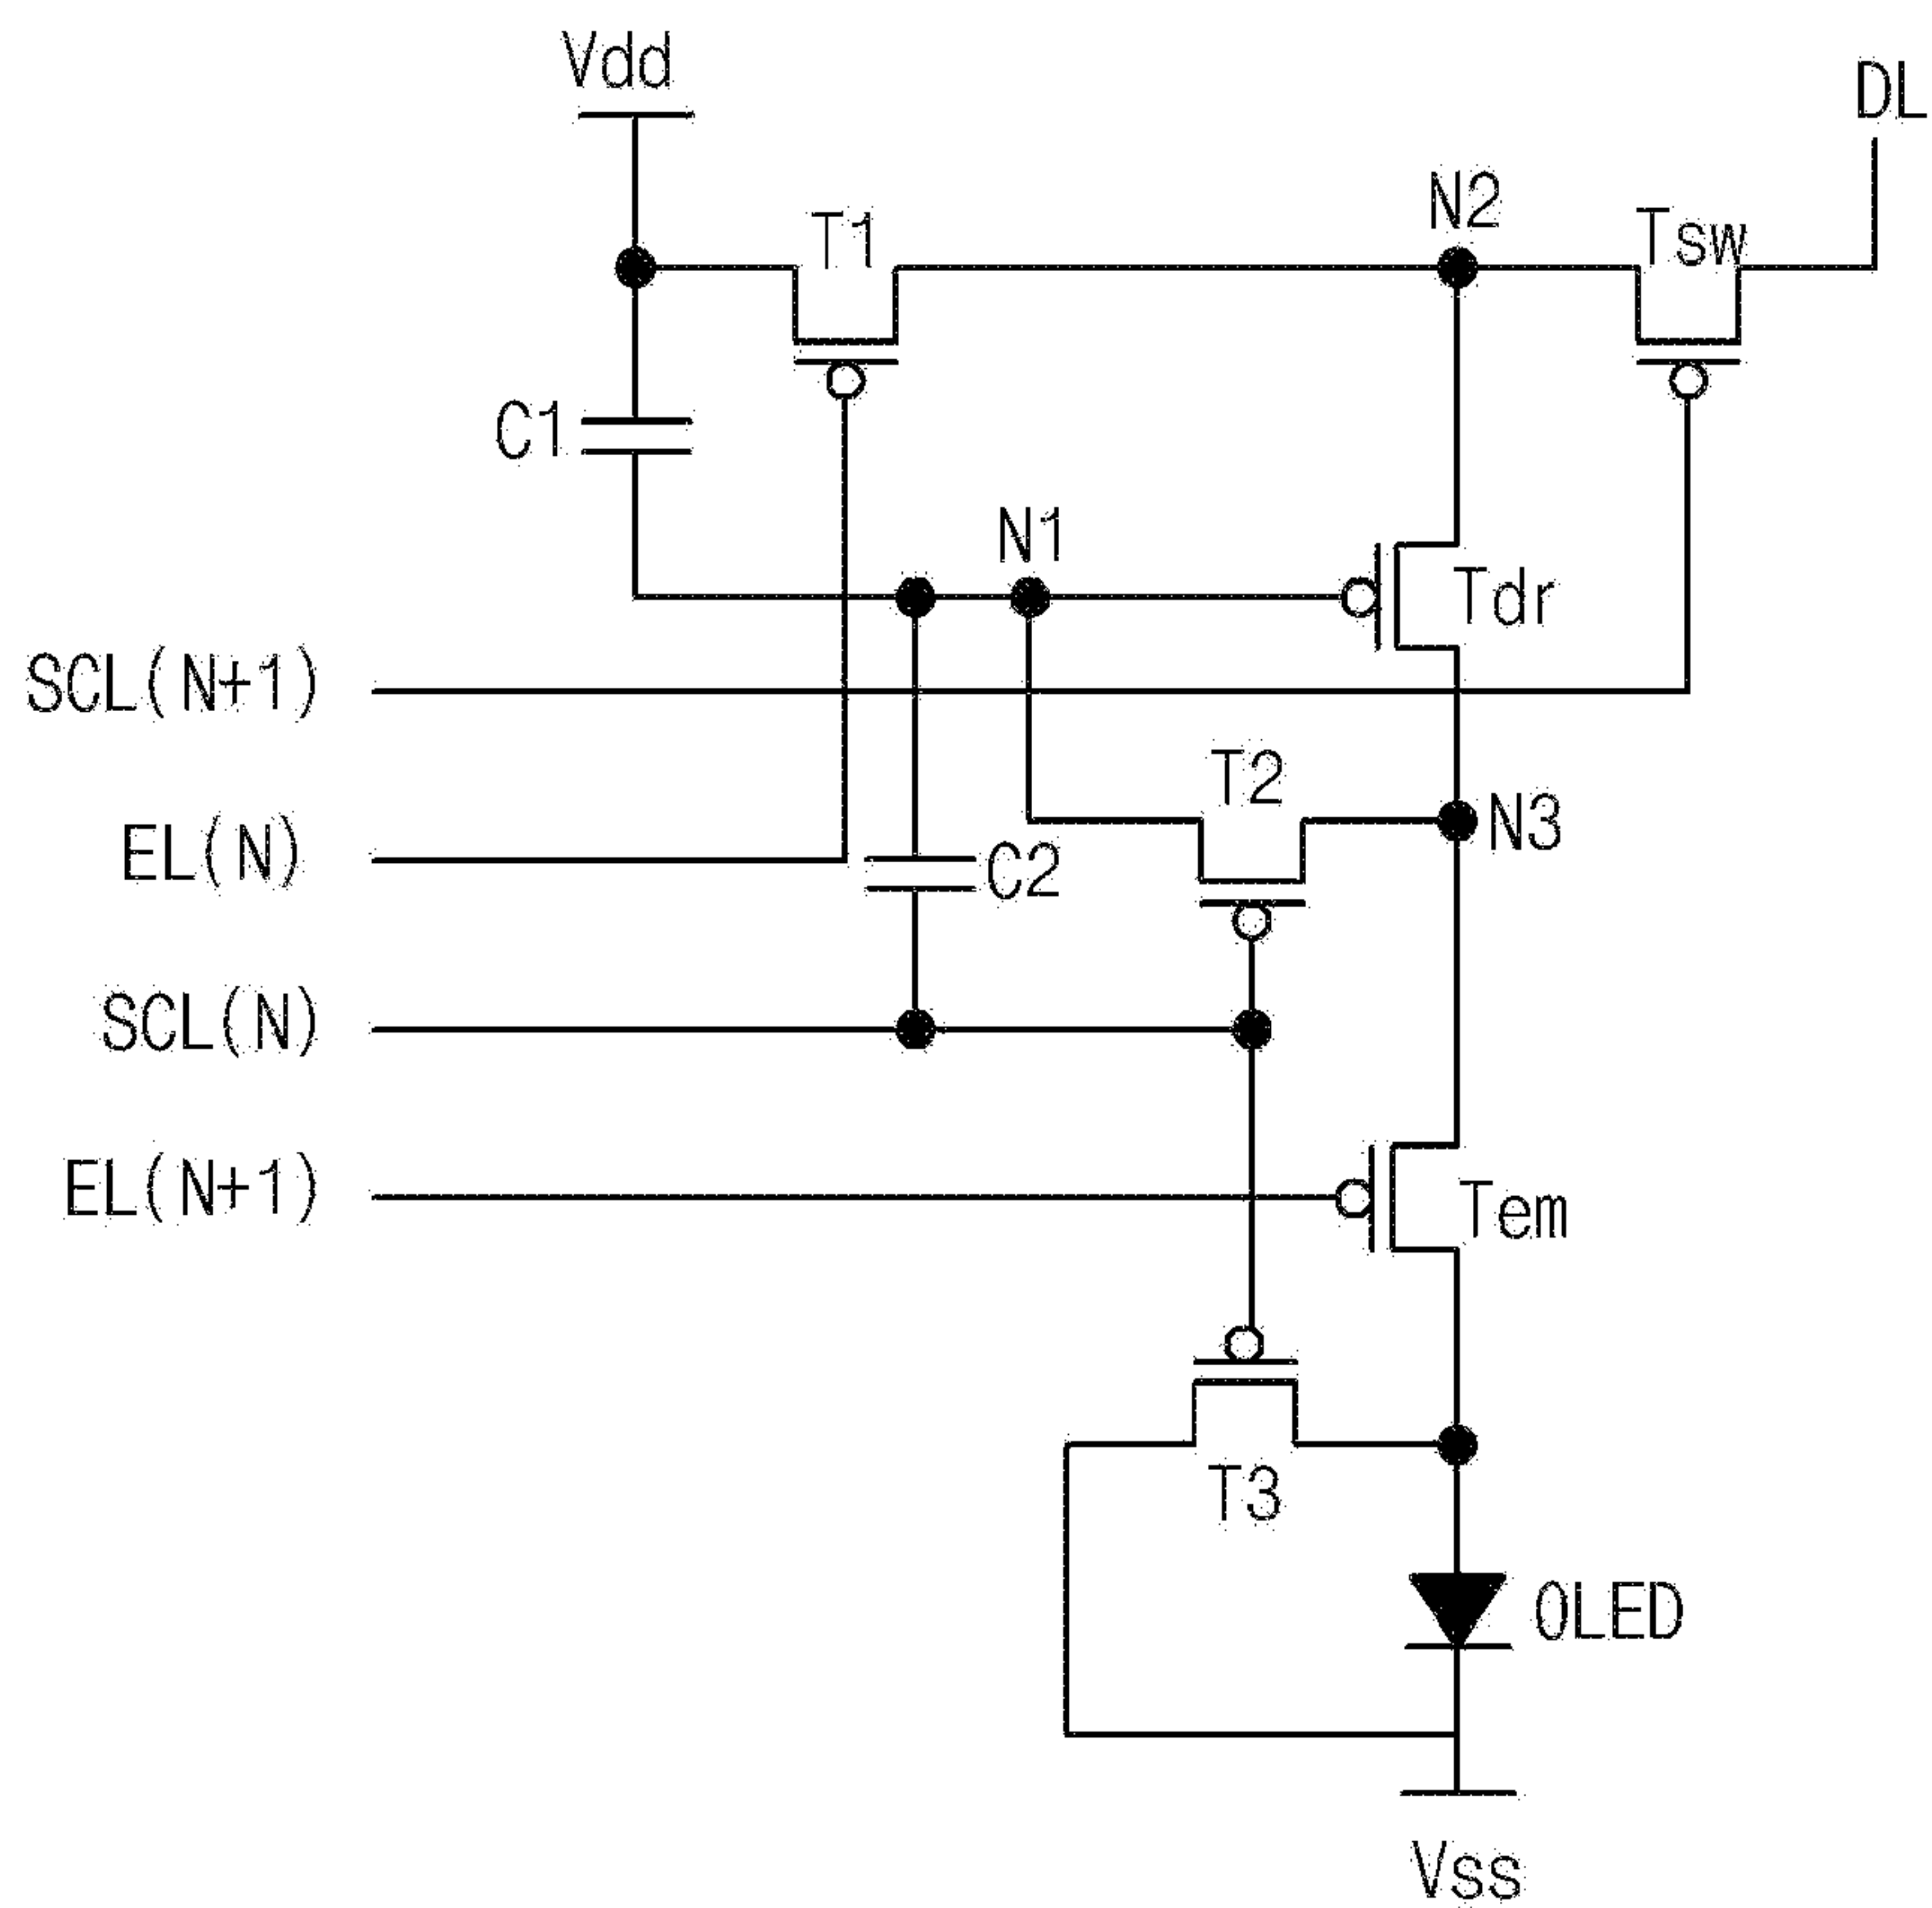 Vdd
DL
N2
T1
Tsw
C1
N1
Tdr
SCL(N+1)
T2
N3
EL(N)
C2
SCL(N)
EL(N+1)
Tem
T3
OLED
Vss